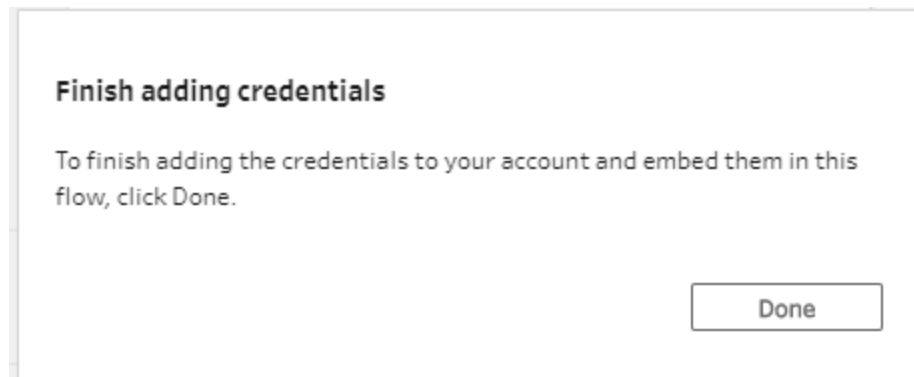 Finish adding credentials
To finish adding the credentials to your account and embed them in this
flow, click Done.
Done